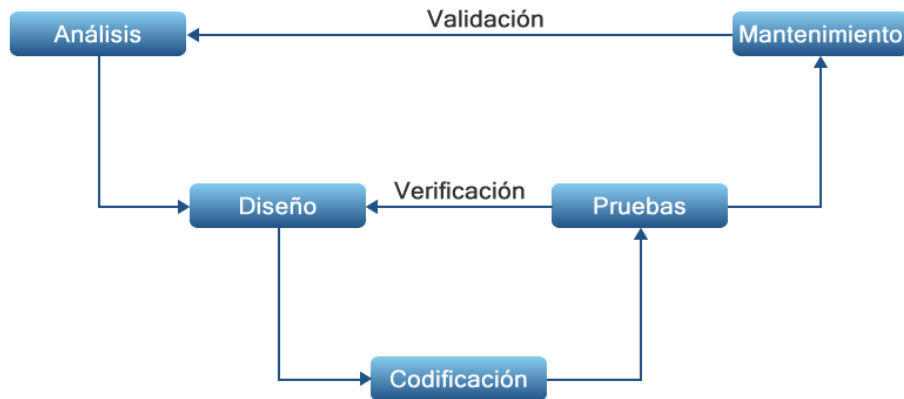 Validación
Análisis
Mantenimiento
Verificación
Diseño
Pruebas
Codificación